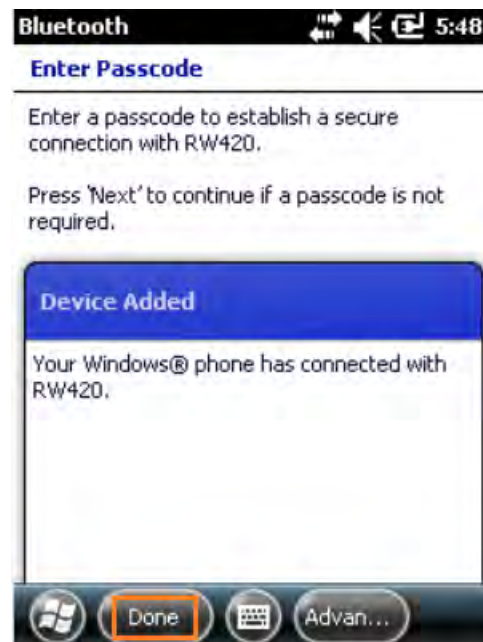 Bluetooth 5:48
Enter Passcode
Enter a passcode to establish a secure
connection with RW420.
Press 'Next' to continue if a passcode is not
required.
Device Added
Your Windows® phone has connected with
RW420.
Done Advan...